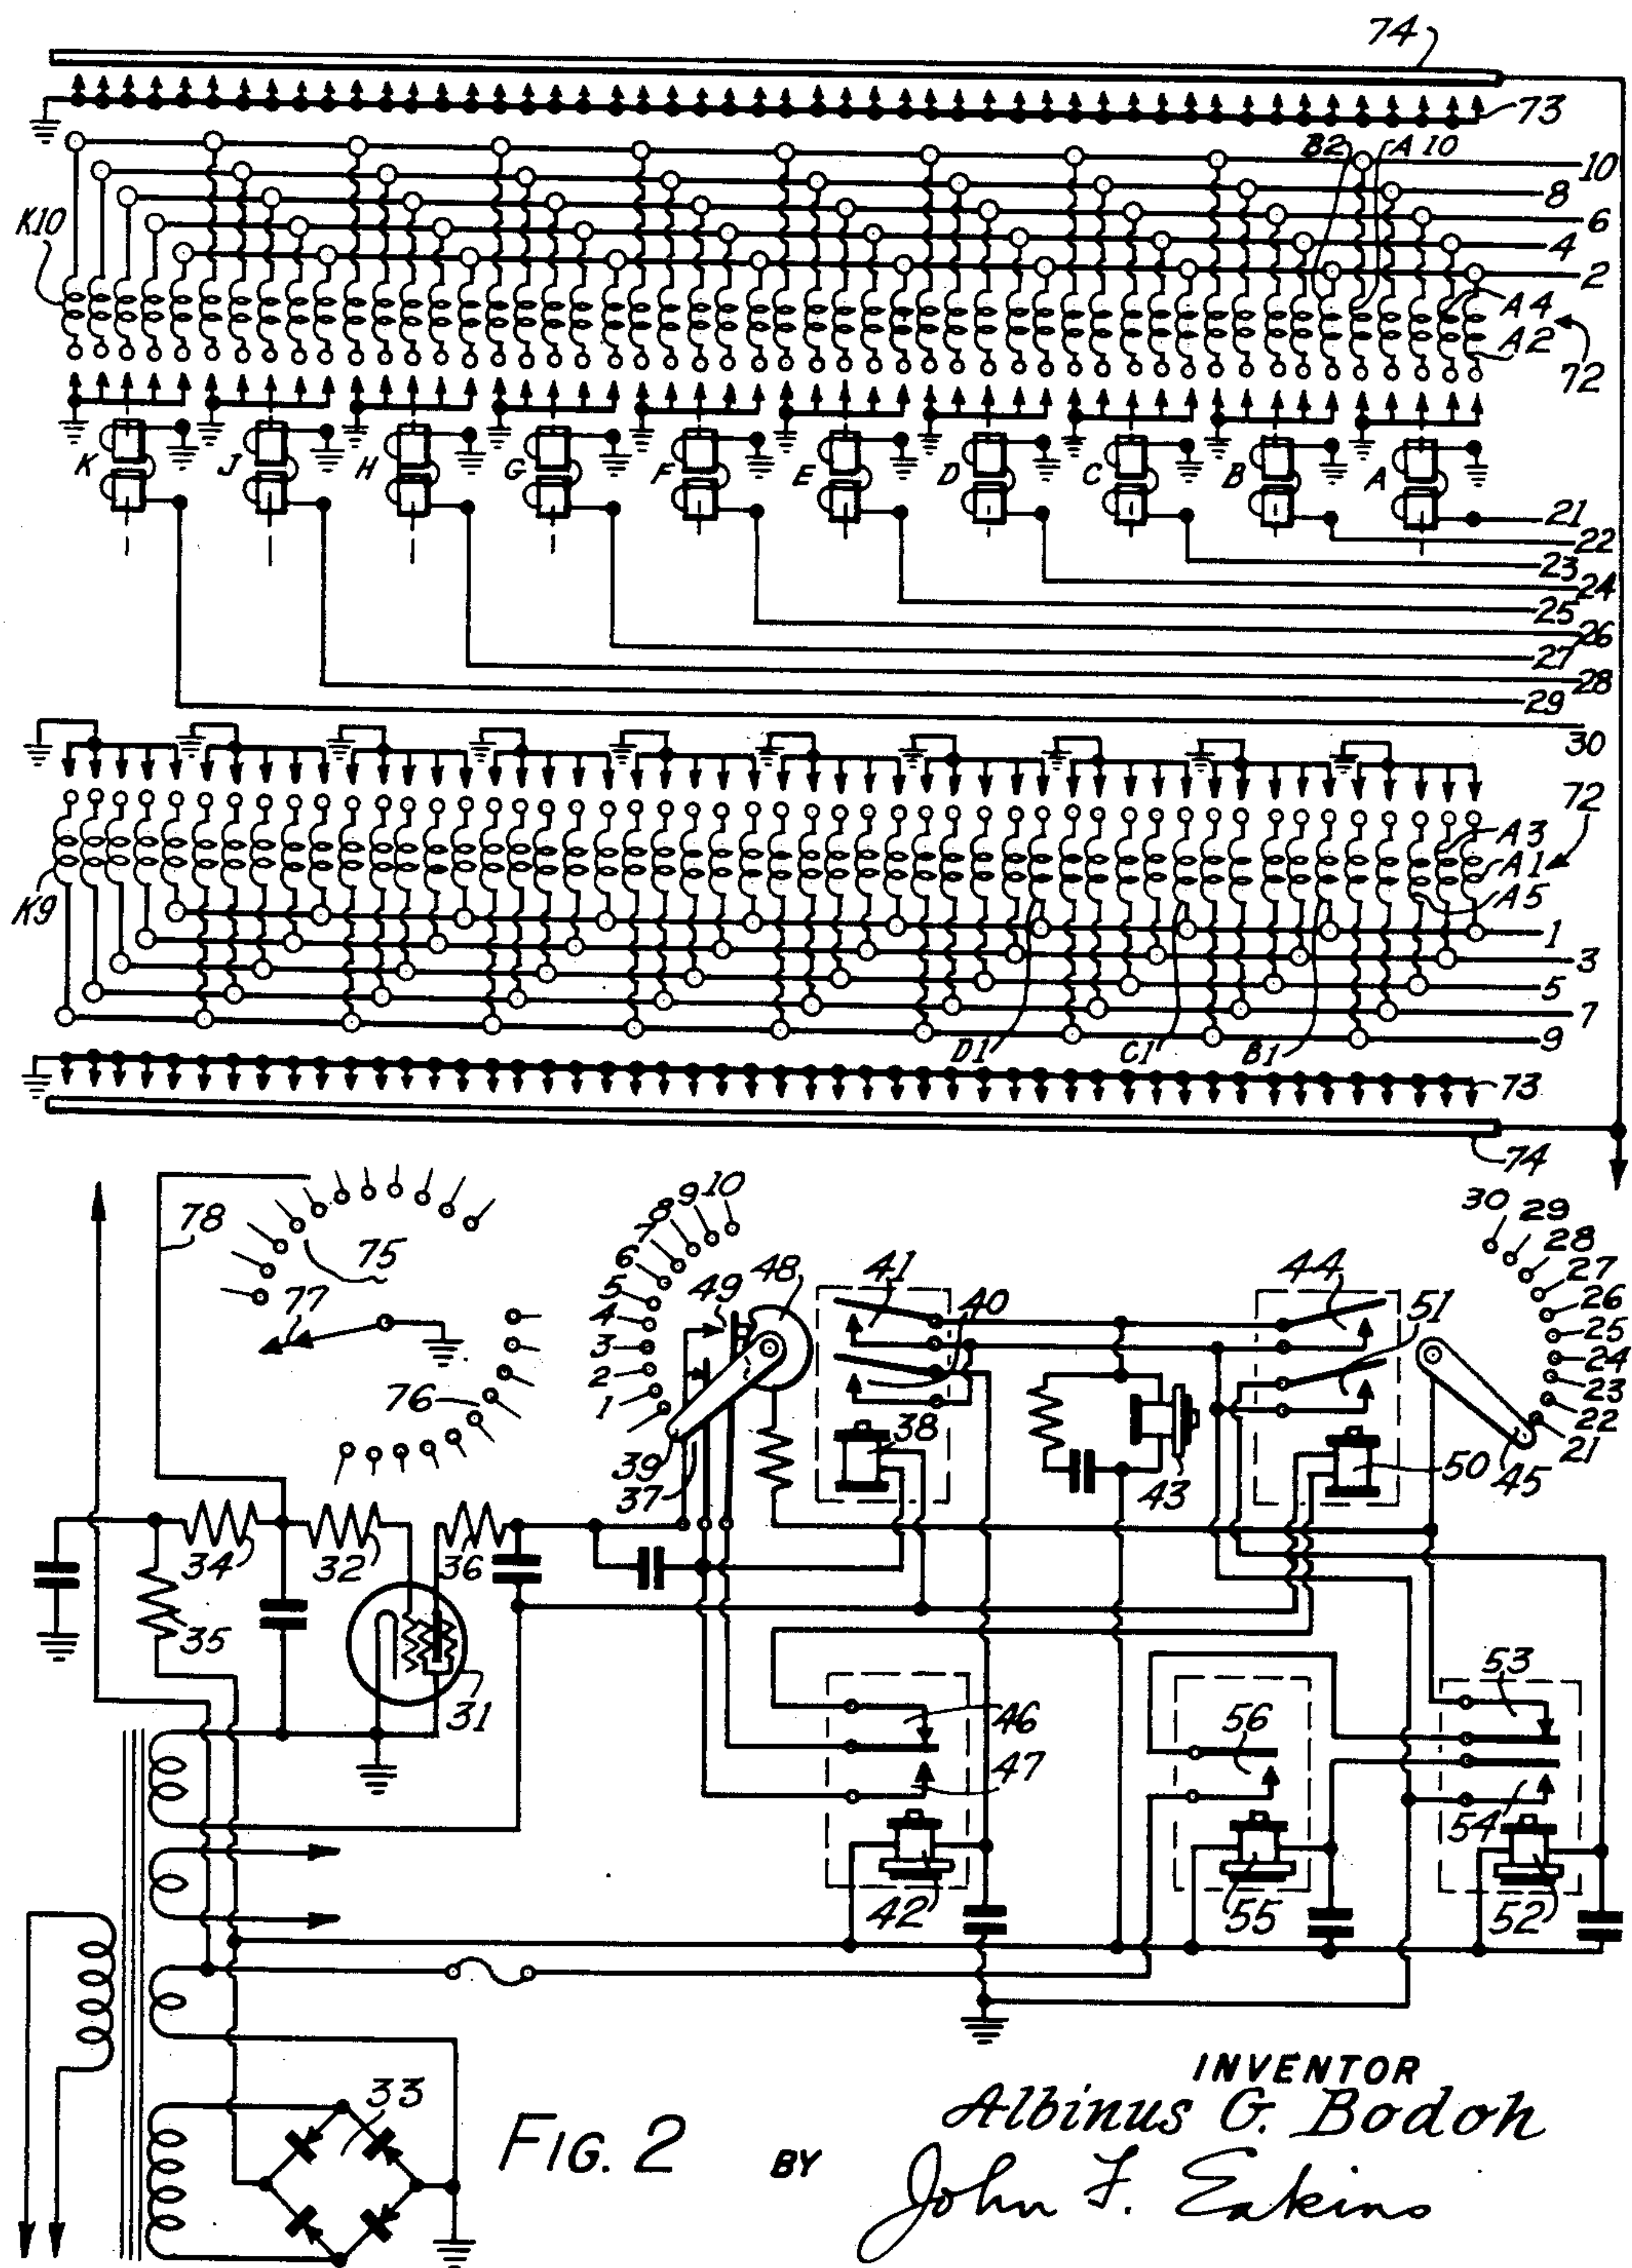 74
73
B2 A10
10
8
6
4
2
K10
A4
A2
72
K J H G F E D C B A
21
22
23
24
25
26
27
28
29
30
72
A3
A1
A5
K9
1
3
5
7
9
D1 C1 B1
73
74
78
75
77
76
1 2 3 4 5 6 7 8 9 10
49 48 41 40
44 51
30 29 28 27 26 25 24 23 22 21
39 37 38 43 50 45
34 32 36
35
31
46
47
42
56
55
53
54
52
33
FIG. 2
INVENTOR
Albinus G. Bodoh
BY
John F. Eakins